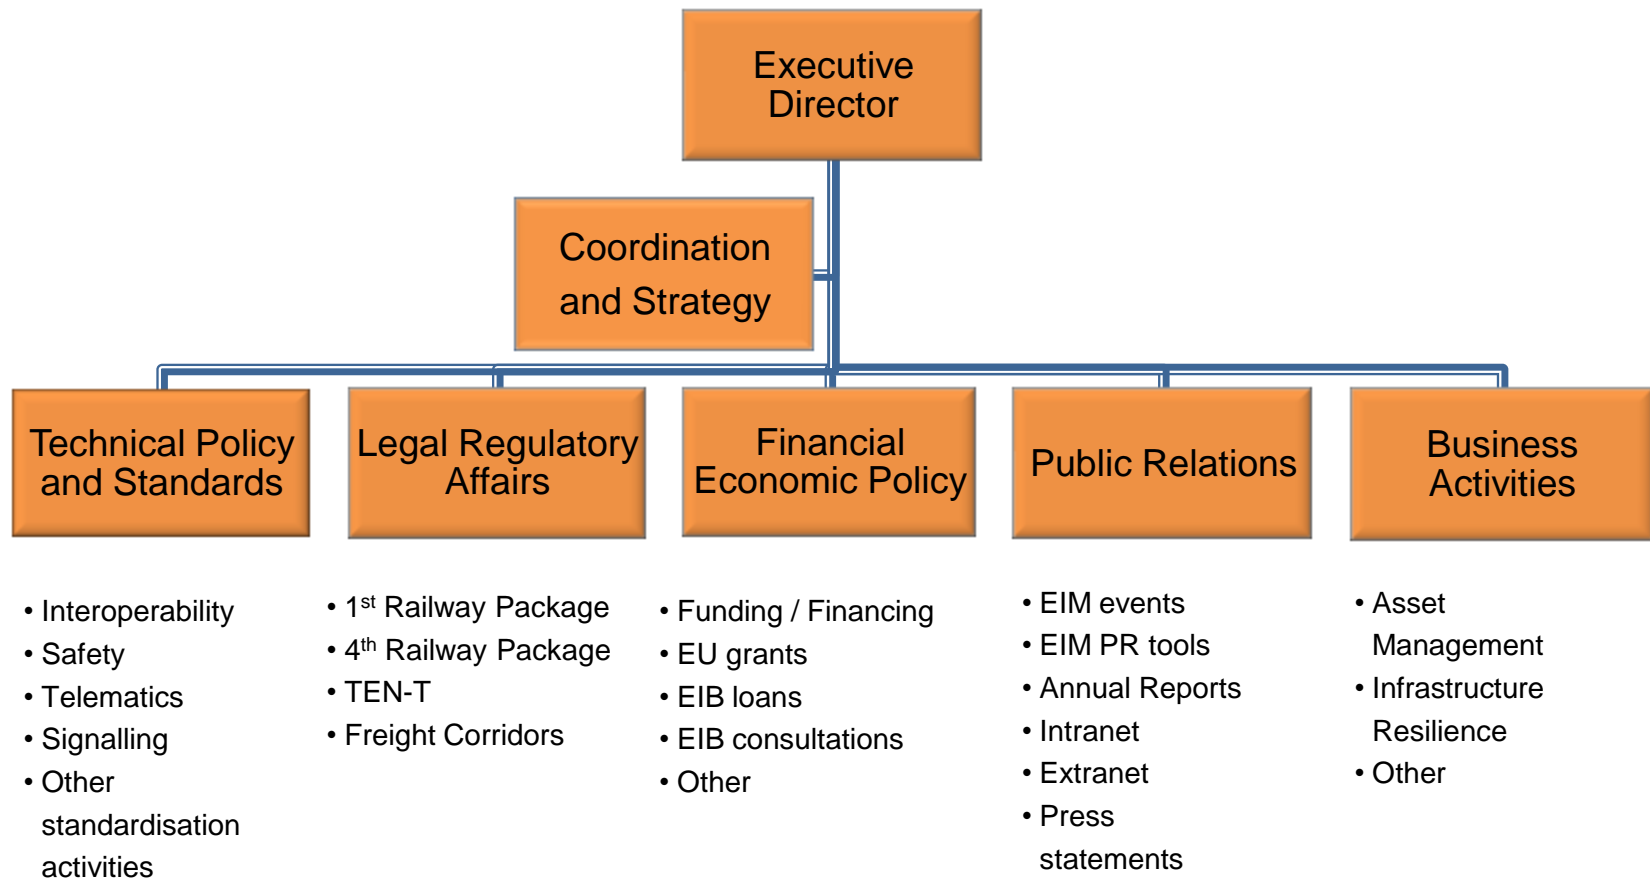 Executive
Director
Coordination
and Strategy
Technical Policy
and Standards
Legal Regulatory
Affairs
Financial
Economic Policy
Public Relations
Business
Activities
• Interoperability
• Safety
• Telematics
• Signalling
• Other
standardisation
activities
• 1st Railway Package
• 4th Railway Package
• TEN-T
• Freight Corridors
• Funding / Financing
• EU grants
• EIB loans
• EIB consultations
• Other
• EIM events
• EIM PR tools
• Annual Reports
• Intranet
• Extranet
• Press
statements
• Asset
Management
• Infrastructure
Resilience
• Other